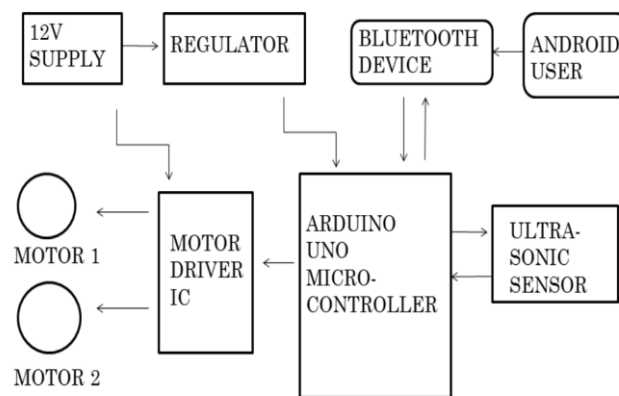 12V
SUPPLY
REGULATOR
BLUETOOTH
DEVICE
ANDROID
USER
MOTOR 1
MOTOR
DRIVER
IC
ARDUINO
UNO
MICRO-
CONTROLLER
ULTRA-
SONIC
SENSOR
MOTOR 2